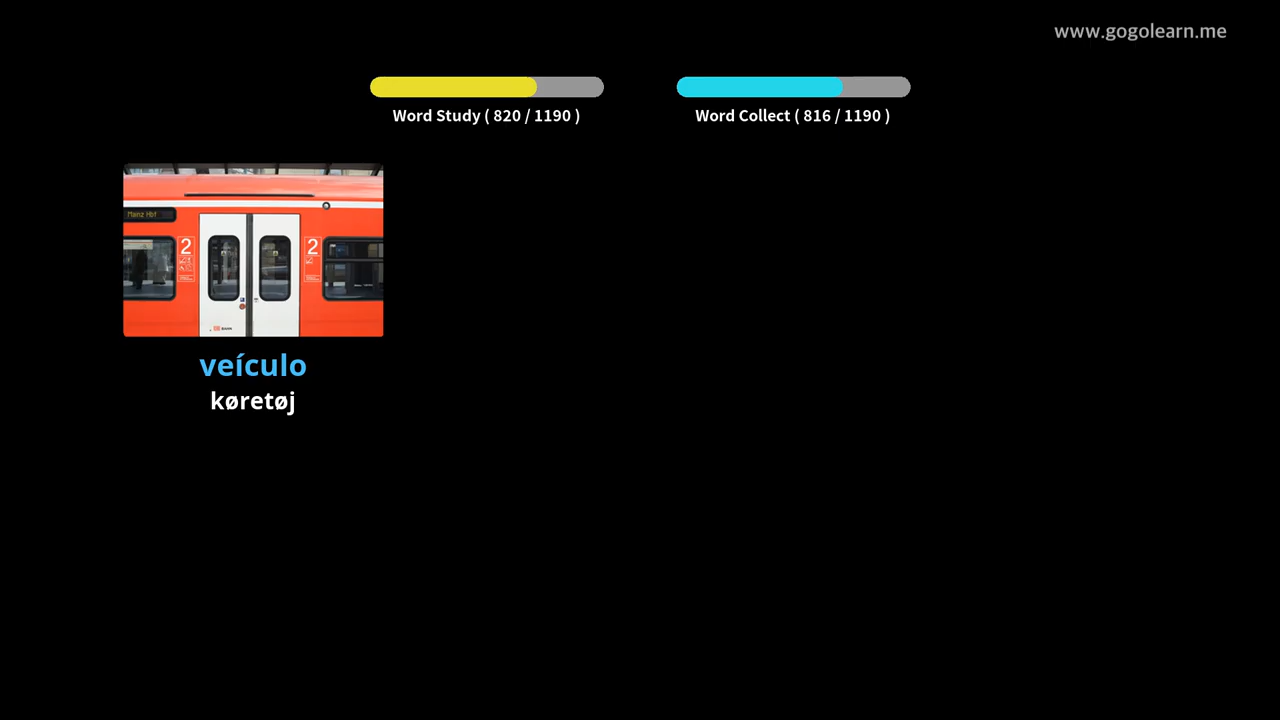 www.gogolearn.me
Word Study ( 820 / 1190 )
Word Collect ( 816 / 1190 )
Mainz Hbf
2
2
veículo
køretøj